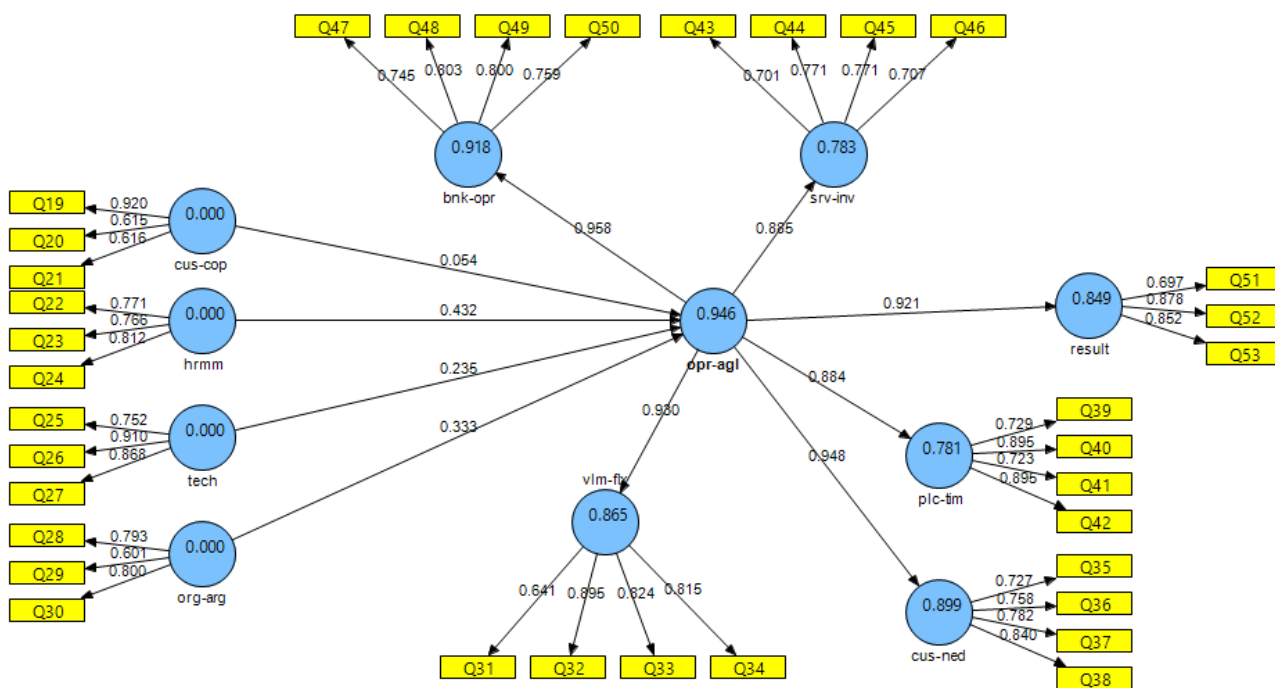 Q47 Q48 Q49 Q50 Q43 Q44 Q45 Q46
0.745 0.803 0.800 0.759 0.701 0.771 0.771 0.707
0.918 0.783
bnk-opr srv-inv
Q19 0.920 0.000
Q20 0.615
Q21 0.616
cus-cop
0.958 0.885
0.054
Q22 0.771 0.000
Q23 0.766
Q24 0.812
hrmm
0.432
0.946
opr-agl
0.921
0.849
result
0.697 Q51
0.878 Q52
0.852 Q53
0.235
Q25 0.752 0.000
Q26 0.910
Q27 0.868
tech
0.333
0.930
0.884
0.948
0.781
plc-tim
0.729 Q39
0.895 Q40
0.723 Q41
0.895 Q42
Q28 0.793 0.000
Q29 0.601
Q30 0.800
org-arg
vlm-flx
0.865
0.641 0.895 0.824 0.815
Q31 Q32 Q33 Q34
0.899
cus-ned
0.727 Q35
0.758 Q36
0.782 Q37
0.840 Q38